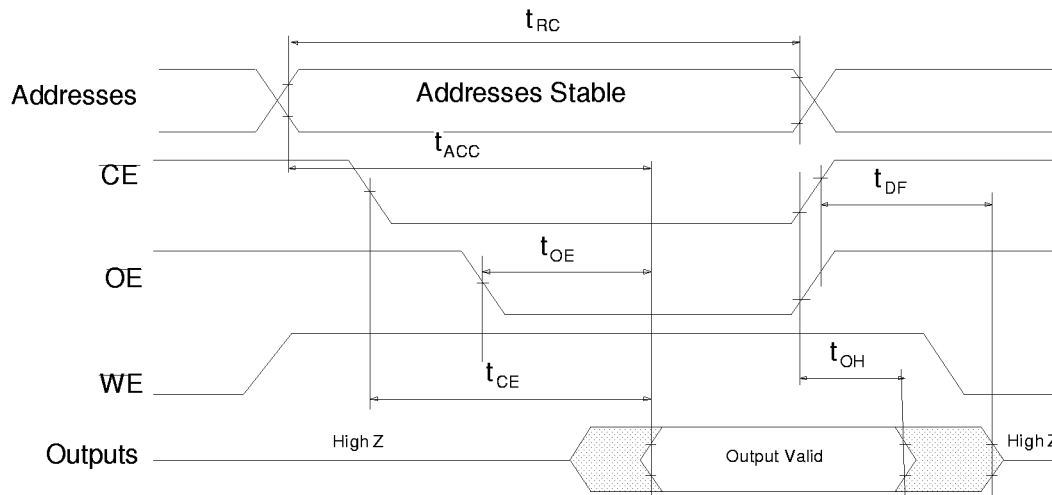 tRC
Addresses
Addresses Stable
tACC
CE
tDF
OE
tOE
WE
tOH
tCE
Outputs
High Z
Output Valid
High Z